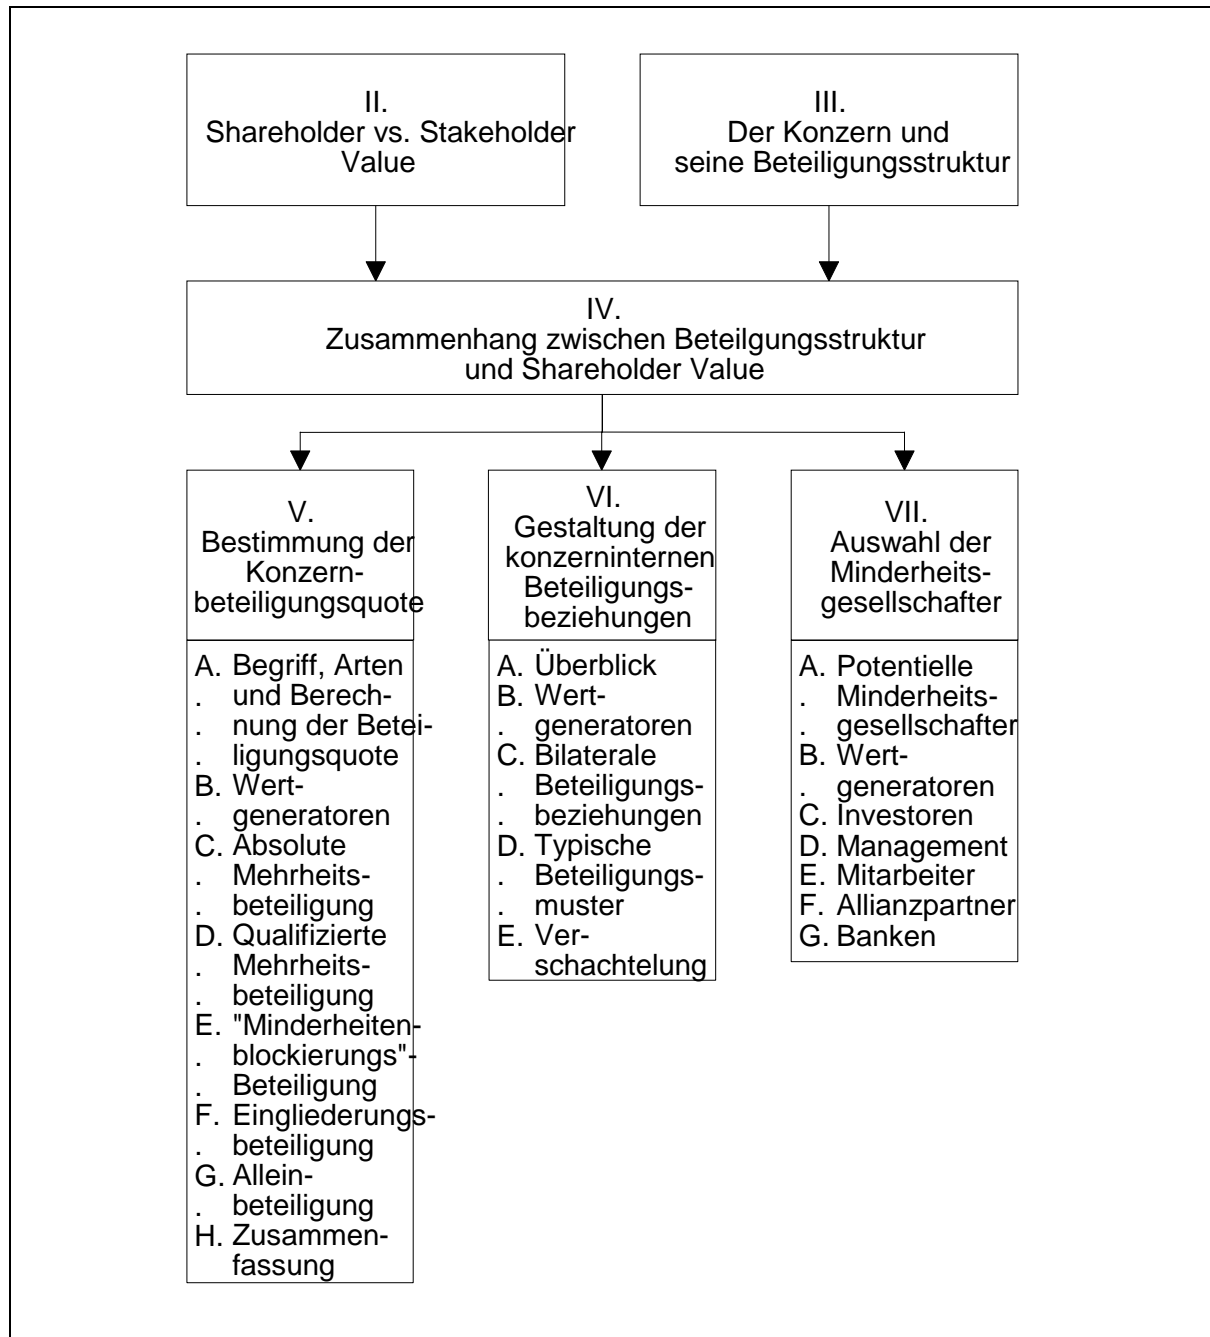 II.
Shareholder vs. Stakeholder
Value
III.
Der Konzern und
seine Beteiligungsstruktur
IV.
Zusammenhang zwischen Beteilgungsstruktur
und Shareholder Value
V.
Bestimmung der
Konzern-
beteiligungsquote
VI.
Gestaltung der
konzerninternen
Beteiligungs-
beziehungen
VII.
Auswahl der
Minderheits-
gesellschafter
A. Begriff, Arten
. und Berech-
. nung der Betei-
. ligungsquote
B. Wert-
. generatoren
C. Absolute
. Mehrheits-
. beteiligung
D. Qualifizierte
. Mehrheits-
. beteiligung
E. "Minderheiten-
. blockierungs"-
. Beteiligung
F. Eingliederungs-
. beteiligung
G. Allein-
. beteiligung
H. Zusammen-
fassung
A. Überblick
B. Wert-
. generatoren
C. Bilaterale
. Beteiligungs-
. beziehungen
D. Typische
. Beteiligungs-
. muster
E. Ver-
schachtelung
A. Potentielle
. Minderheits-
. gesellschafter
B. Wert-
. generatoren
C. Investoren
D. Management
E. Mitarbeiter
F. Allianzpartner
G. Banken